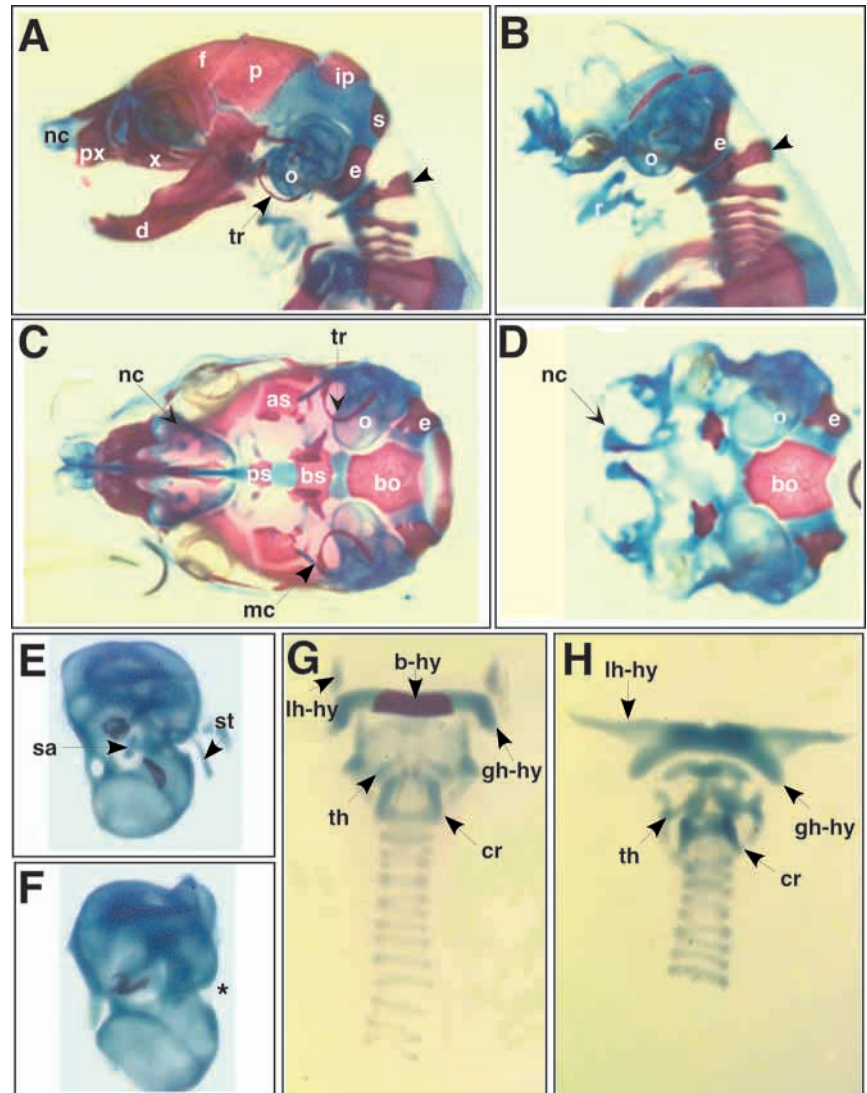 A
f
p
ip
s
nc
px
x
e
o
d
tr
B
e
o
r
C
tr
nc
as
o
e
ps
bs
bo
mc
D
nc
o
e
bo
E
st
sa
F
*
G
b-hy
lh-hy
gh-hy
th
cr
H
lh-hy
gh-hy
th
cr